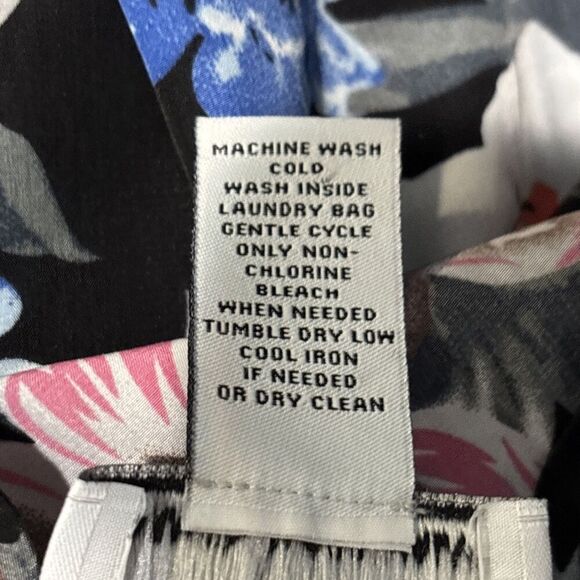 MACHINE WASH
COLD
WASH INSIDE
LAUNDRY BAG
GENTLE CYCLE
ONLY NON-
CHLORINE
BLEACH
WHEN NEEDED
TUMBLE DRY LOW
COOL IRON
IF NEEDED
OR DRY CLEAN